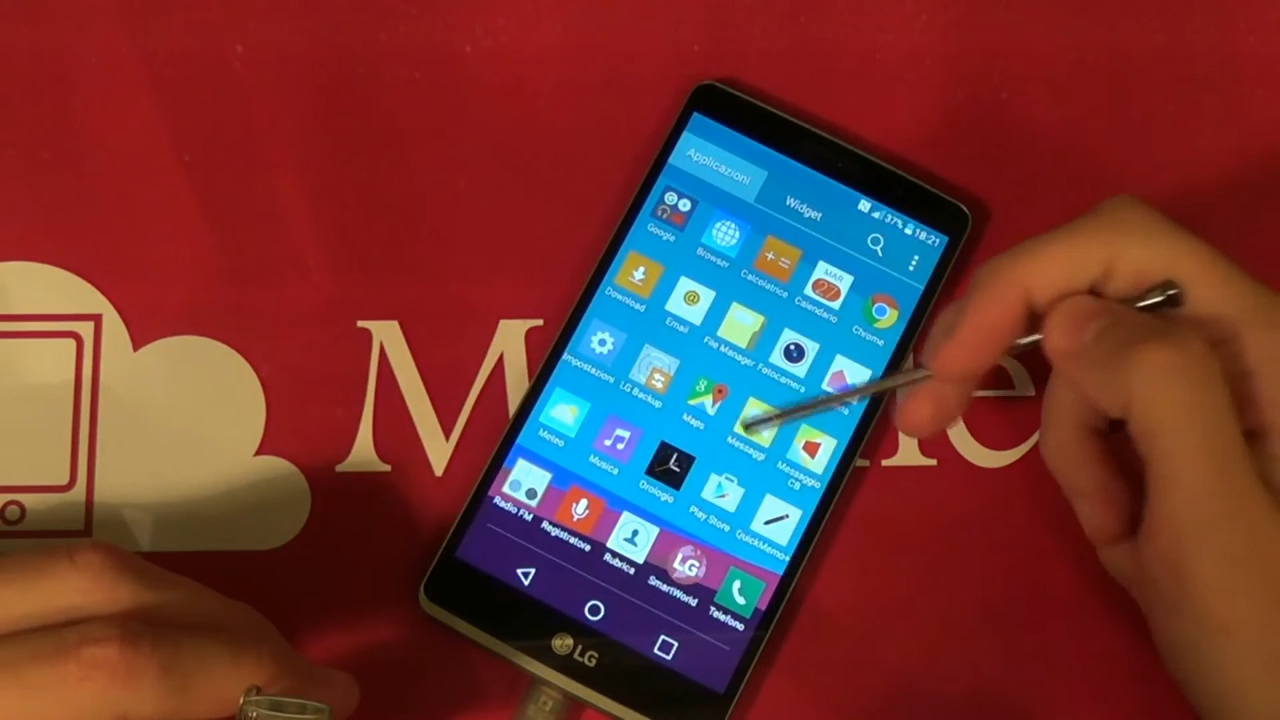 Applicazioni
Widget
37% 18:21
Google
Browser
Calcolatrice
MAR
27
Calendario
Chrome
Download
Email
File Manager
Fotocamera
Impostazioni
LG Backup
Maps
Messaggi
Messaggio
CB
Meteo
Musica
Orologio
Play Store
QuickMemo+
Radio FM
Registratore
Rubrica
LG
SmartWorld
Telefono
LG